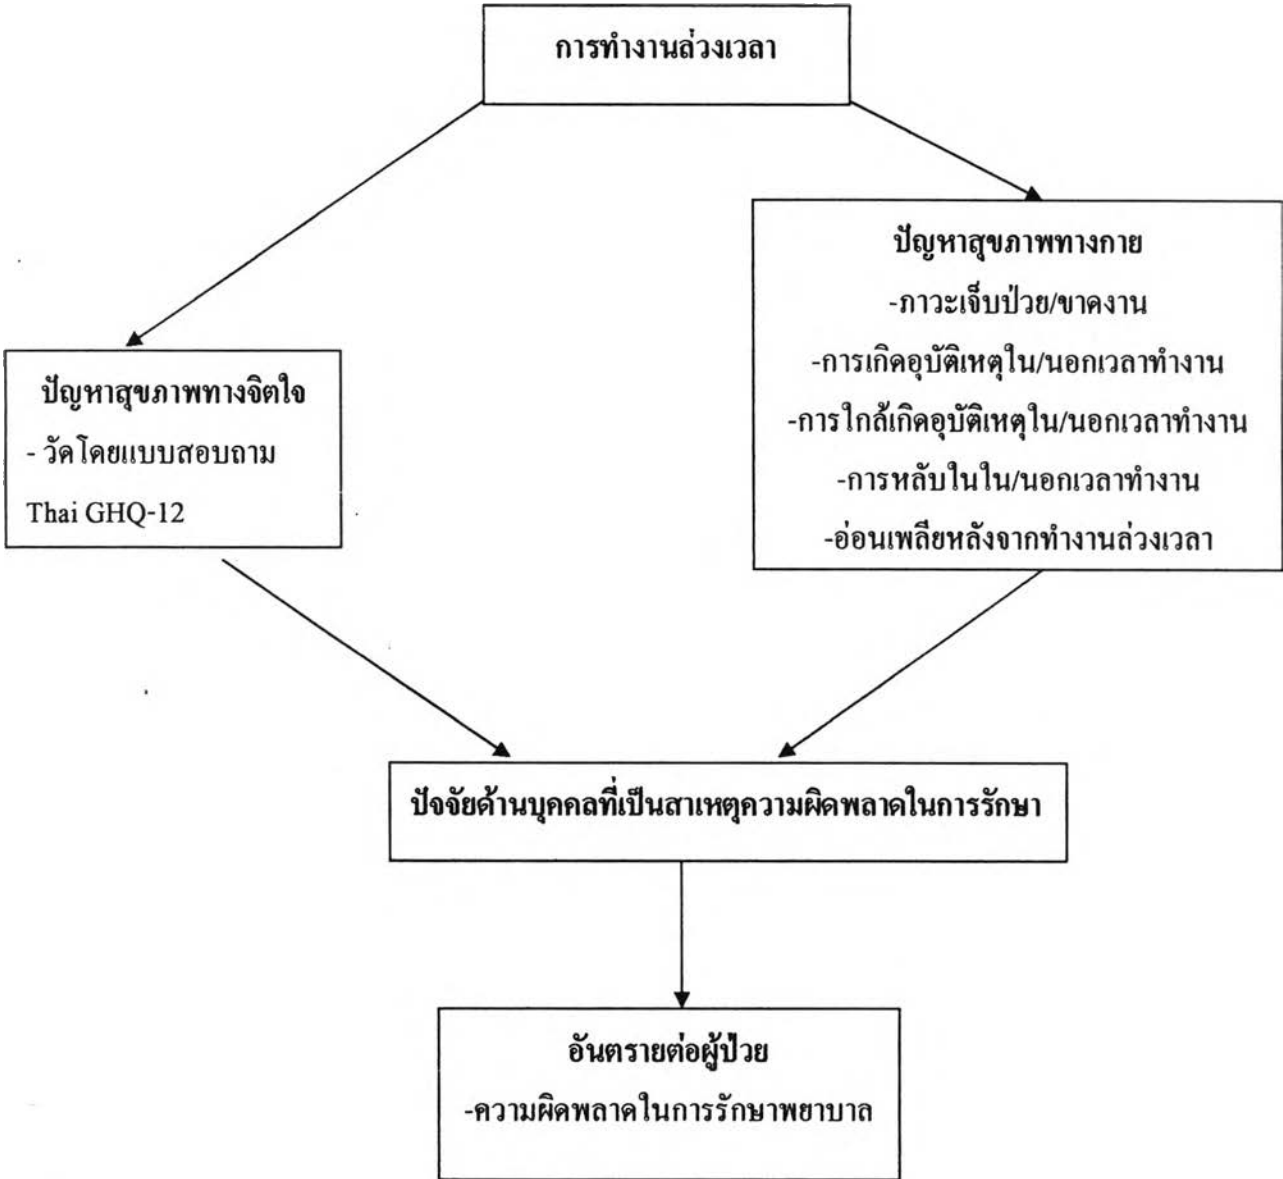 การทำงานล่วงเวลา
ปัญหาสุขภาพทางกาย
-ภาวะเจ็บป่วย/ขาดงาน
-การเกิดอุบัติเหตุใน/นอกเวลาทำงาน
-การใกล้เกิดอุบัติเหตุใน/นอกเวลาทำงาน
-การหลับในใน/นอกเวลาทำงาน
-อ่อนเพลียหลังจากทำงานล่วงเวลา
ปัญหาสุขภาพทางจิตใจ
- วัดโดยแบบสอบถาม
Thai GHQ-12
ปัจจัยด้านบุคคลที่เป็นสาเหตุความผิดพลาดในการรักษา
อันตรายต่อผู้ป่วย
-ความผิดพลาดในการรักษาพยาบาล